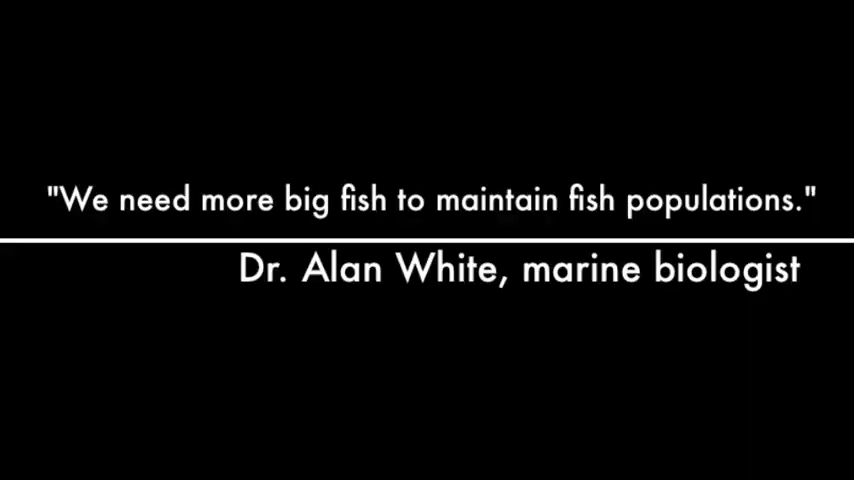 "We need more big fish to maintain fish populations."
Dr. Alan White, marine biologist